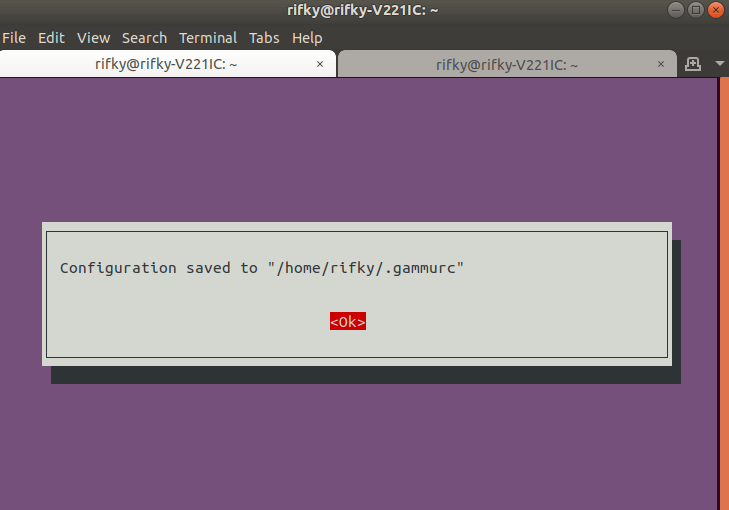 rifky@rifky-V221IC: ~
File Edit View Search Terminal Tabs Help
rifky@rifky-V221IC: ~ × rifky@rifky-V221IC: ~ ×
Configuration saved to "/home/rifky/.gammurc"
<Ok>